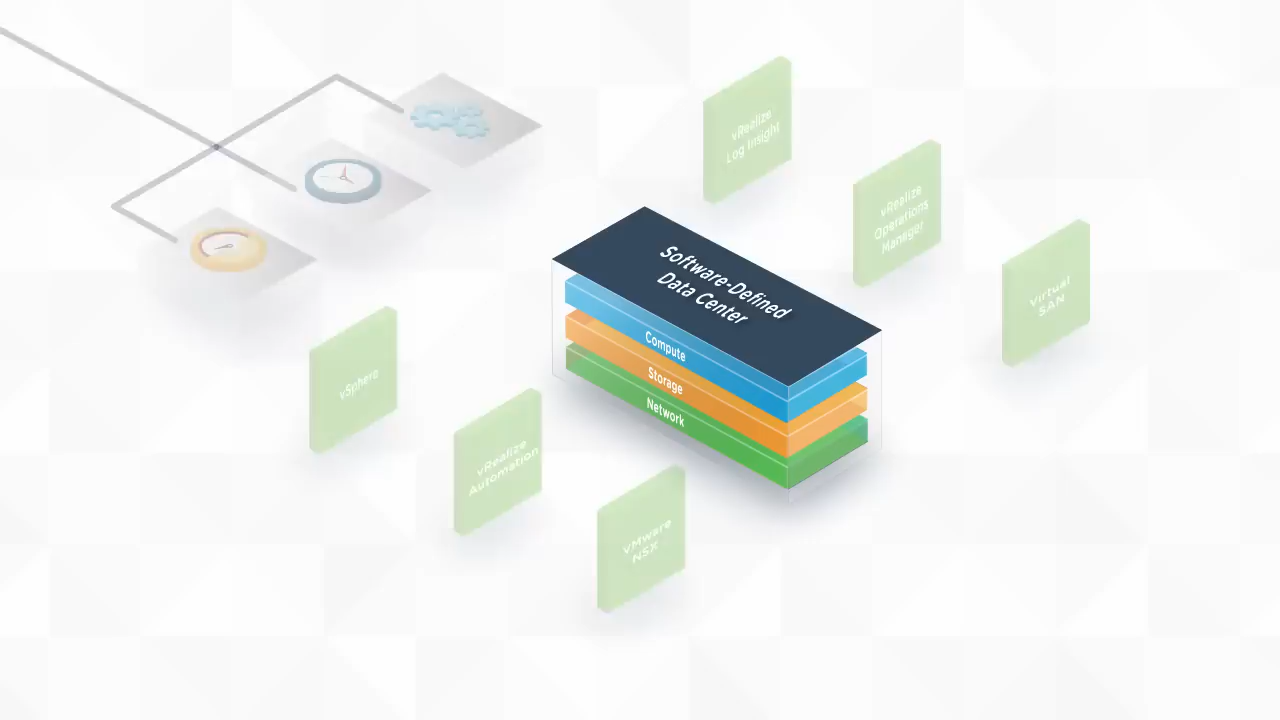 vRealize
Log Insight
vRealize
Operations
Manager
Virtual
SAN
Software-Defined
Data Center
Compute
Storage
Network
vSphere
vRealize
Automation
VMware
NSX